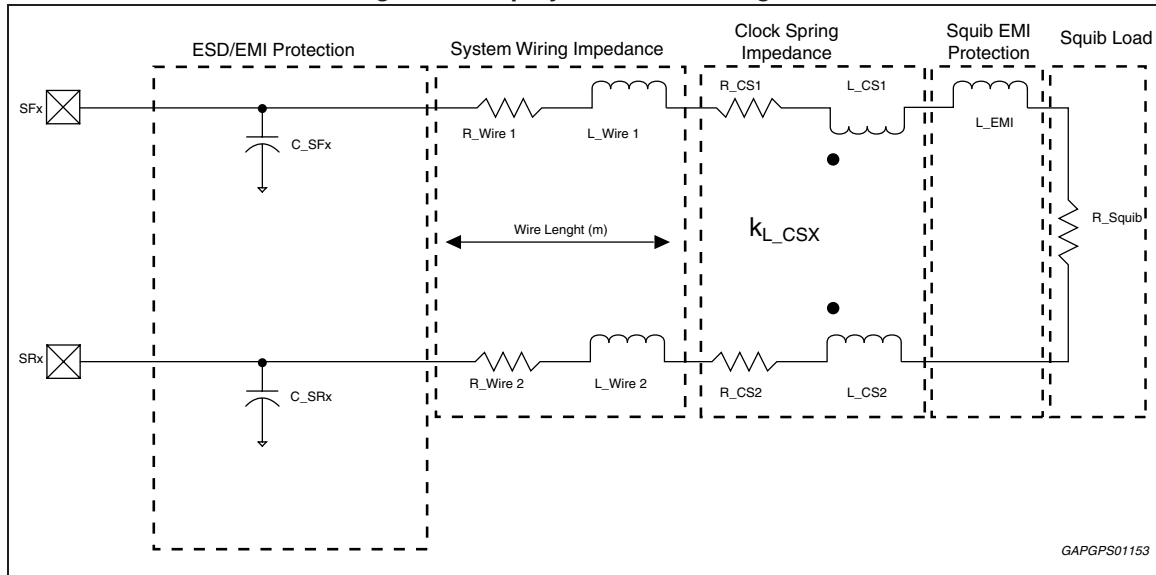 ESD/EMI Protection
System Wiring Impedance
Clock Spring
Impedance
Squib EMI
Protection
Squib Load
SFx
C_SFx
R_Wire 1
L_Wire 1
R_CS1
L_CS1
L_EMI
R_Squib
Wire Lenght (m)
kL_CSX
SRx
C_SRx
R_Wire 2
L_Wire 2
R_CS2
L_CS2
GAPGPS01153